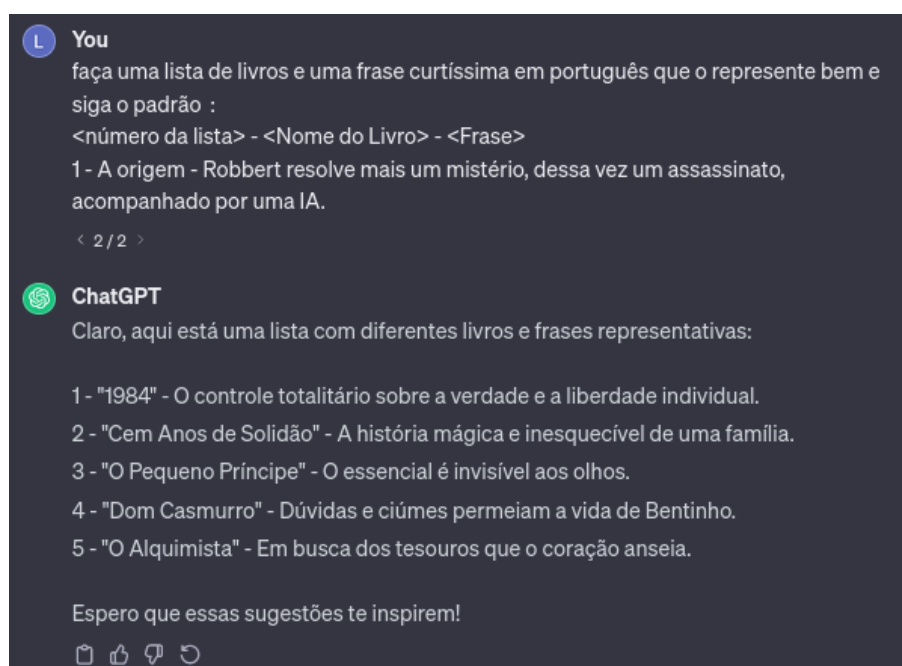 L
You
faça uma lista de livros e uma frase curtíssima em português que o represente bem e
siga o padrão :
<número da lista> - <Nome do Livro> - <Frase>
1 - A origem - Robbert resolve mais um mistério, dessa vez um assassinato,
acompanhado por uma IA.
< 2 / 2 >
ChatGPT
Claro, aqui está uma lista com diferentes livros e frases representativas:
1 - "1984" - O controle totalitário sobre a verdade e a liberdade individual.
2 - "Cem Anos de Solidão" - A história mágica e inesquecível de uma família.
3 - "O Pequeno Príncipe" - O essencial é invisível aos olhos.
4 - "Dom Casmurro" - Dúvidas e ciúmes permeiam a vida de Bentinho.
5 - "O Alquimista" - Em busca dos tesouros que o coração anseia.
Espero que essas sugestões te inspirem!